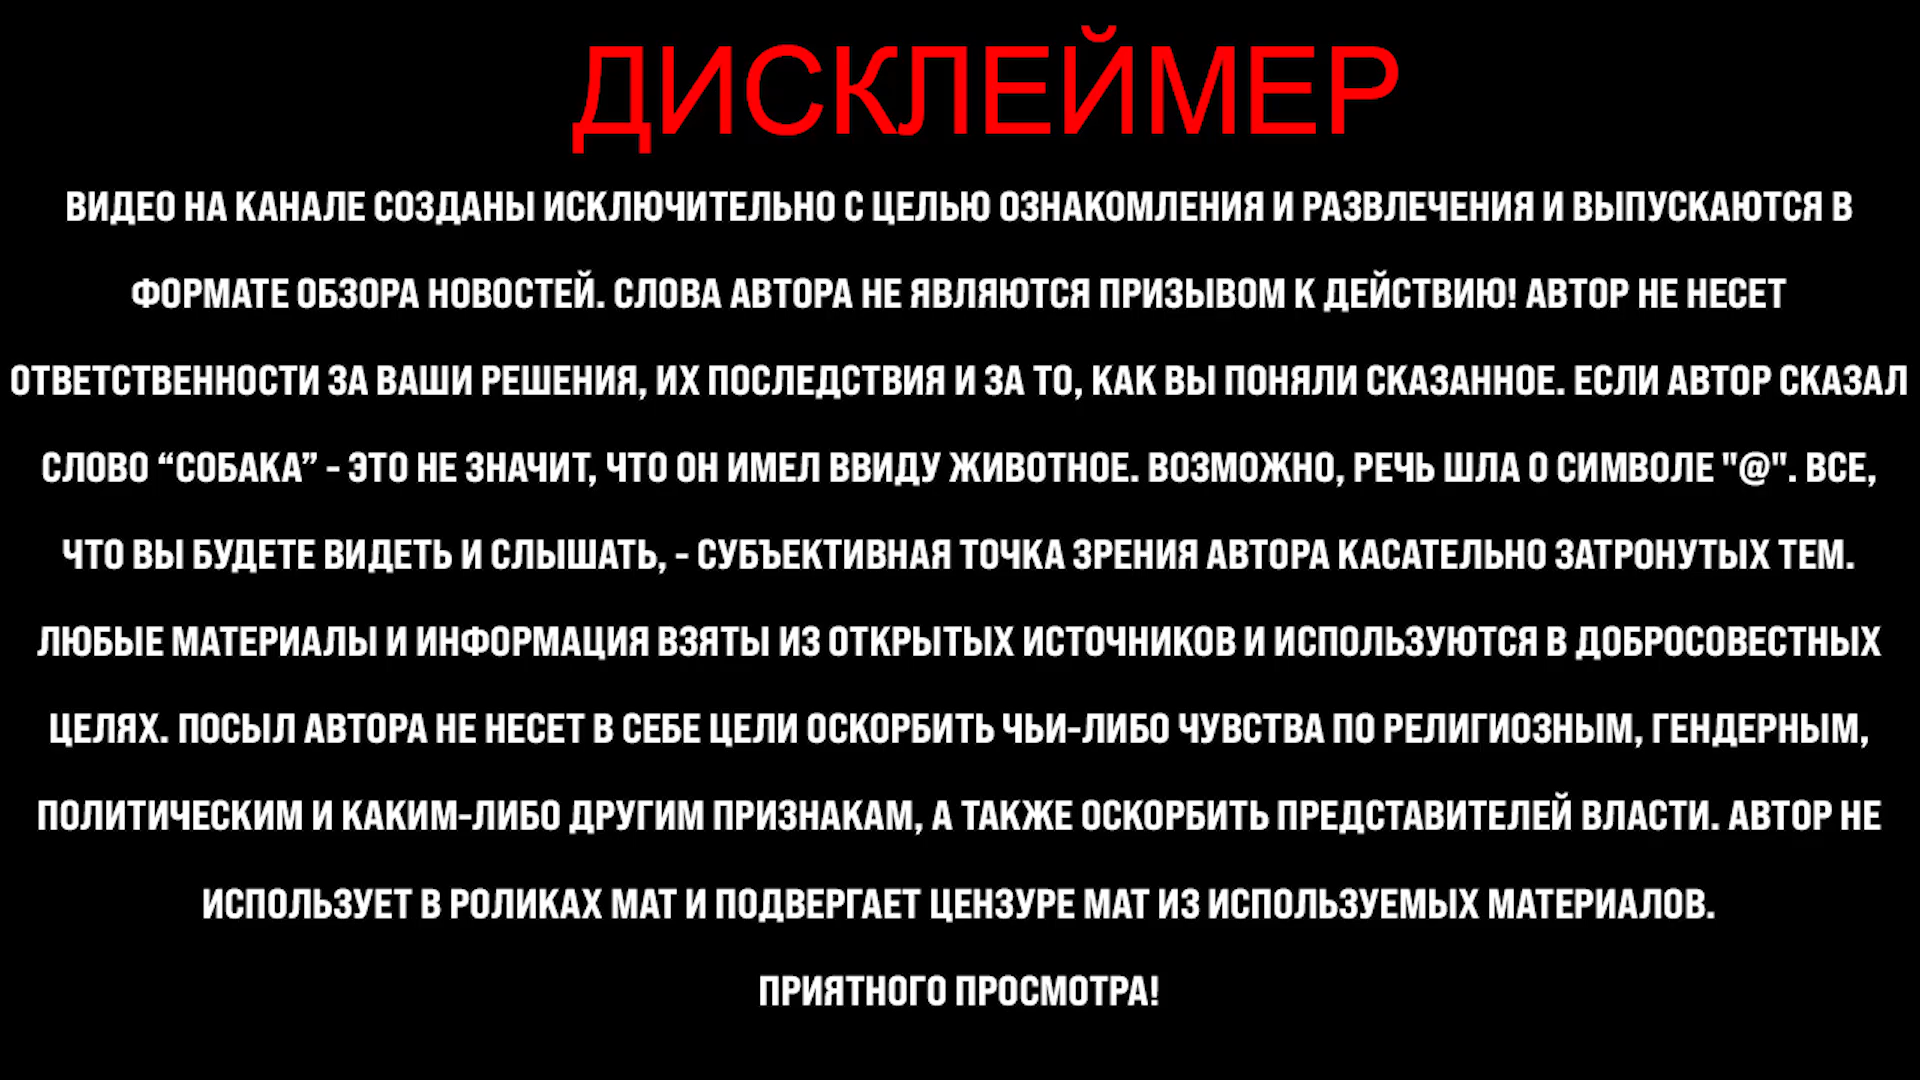 ДИСКЛЕЙМЕР
ВИДЕО НА КАНАЛЕ СОЗДАНЫ ИСКЛЮЧИТЕЛЬНО С ЦЕЛЬЮ ОЗНАКОМЛЕНИЯ И РАЗВЛЕЧЕНИЯ И ВЫПУСКАЮТСЯ В
ФОРМАТЕ ОБЗОРА НОВОСТЕЙ. СЛОВА АВТОРА НЕ ЯВЛЯЮТСЯ ПРИЗЫВОМ К ДЕЙСТВИЮ! АВТОР НЕ НЕСЕТ
ОТВЕТСТВЕННОСТИ ЗА ВАШИ РЕШЕНИЯ, ИХ ПОСЛЕДСТВИЯ И ЗА ТО, КАК ВЫ ПОНЯЛИ СКАЗАННОЕ. ЕСЛИ АВТОР СКАЗАЛ
СЛОВО “СОБАКА” - ЭТО НЕ ЗНАЧИТ, ЧТО ОН ИМЕЛ ВВИДУ ЖИВОТНОЕ. ВОЗМОЖНО, РЕЧЬ ШЛА О СИМВОЛЕ "@". ВСЕ,
ЧТО ВЫ БУДЕТЕ ВИДЕТЬ И СЛЫШАТЬ, - СУБЪЕКТИВНАЯ ТОЧКА ЗРЕНИЯ АВТОРА КАСАТЕЛЬНО ЗАТРОНУТЫХ ТЕМ.
ЛЮБЫЕ МАТЕРИАЛЫ И ИНФОРМАЦИЯ ВЗЯТЫ ИЗ ОТКРЫТЫХ ИСТОЧНИКОВ И ИСПОЛЬЗУЮТСЯ В ДОБРОСОВЕСТНЫХ
ЦЕЛЯХ. ПОСЫЛ АВТОРА НЕ НЕСЕТ В СЕБЕ ЦЕЛИ ОСКОРБИТЬ ЧЬИ-ЛИБО ЧУВСТВА ПО РЕЛИГИОЗНЫМ, ГЕНДЕРНЫМ,
ПОЛИТИЧЕСКИМ И КАКИМ-ЛИБО ДРУГИМ ПРИЗНАКАМ, А ТАКЖЕ ОСКОРБИТЬ ПРЕДСТАВИТЕЛЕЙ ВЛАСТИ. АВТОР НЕ
ИСПОЛЬЗУЕТ В РОЛИКАХ МАТ И ПОДВЕРГАЕТ ЦЕНЗУРЕ МАТ ИЗ ИСПОЛЬЗУЕМЫХ МАТЕРИАЛОВ.
ПРИЯТНОГО ПРОСМОТРА!